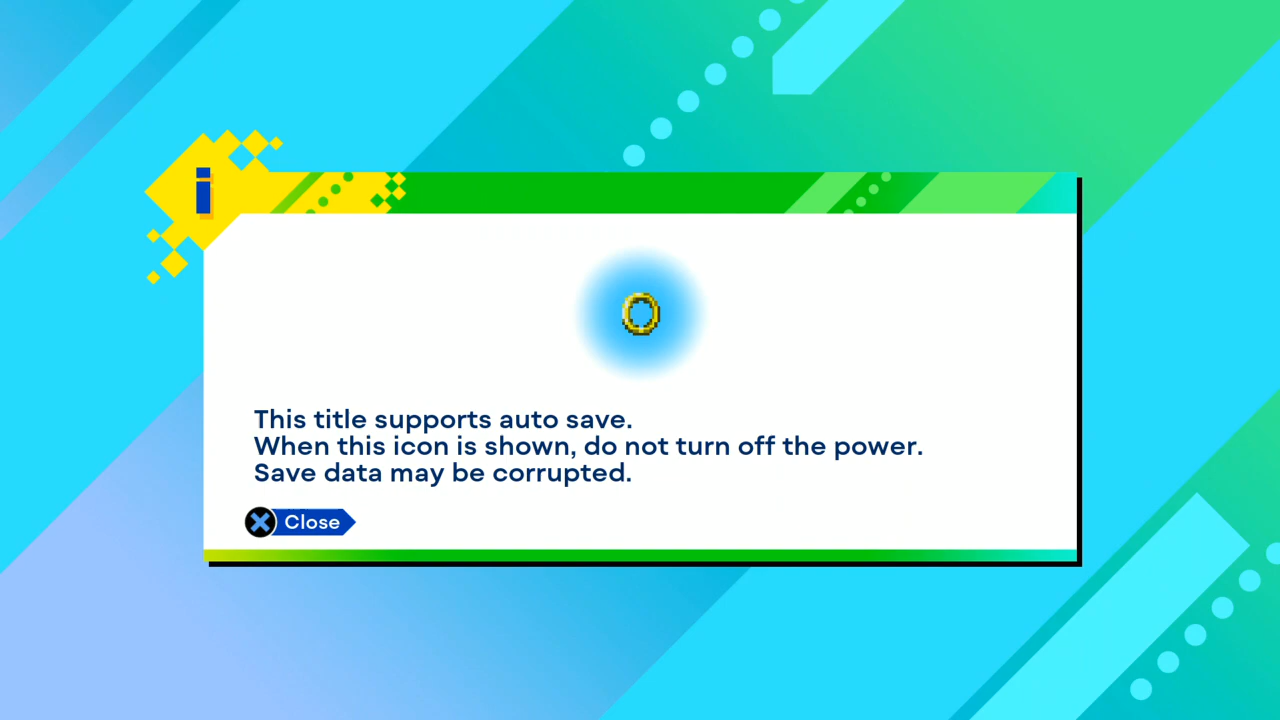 i
This title supports auto save.
When this icon is shown, do not turn off the power.
Save data may be corrupted.
Close